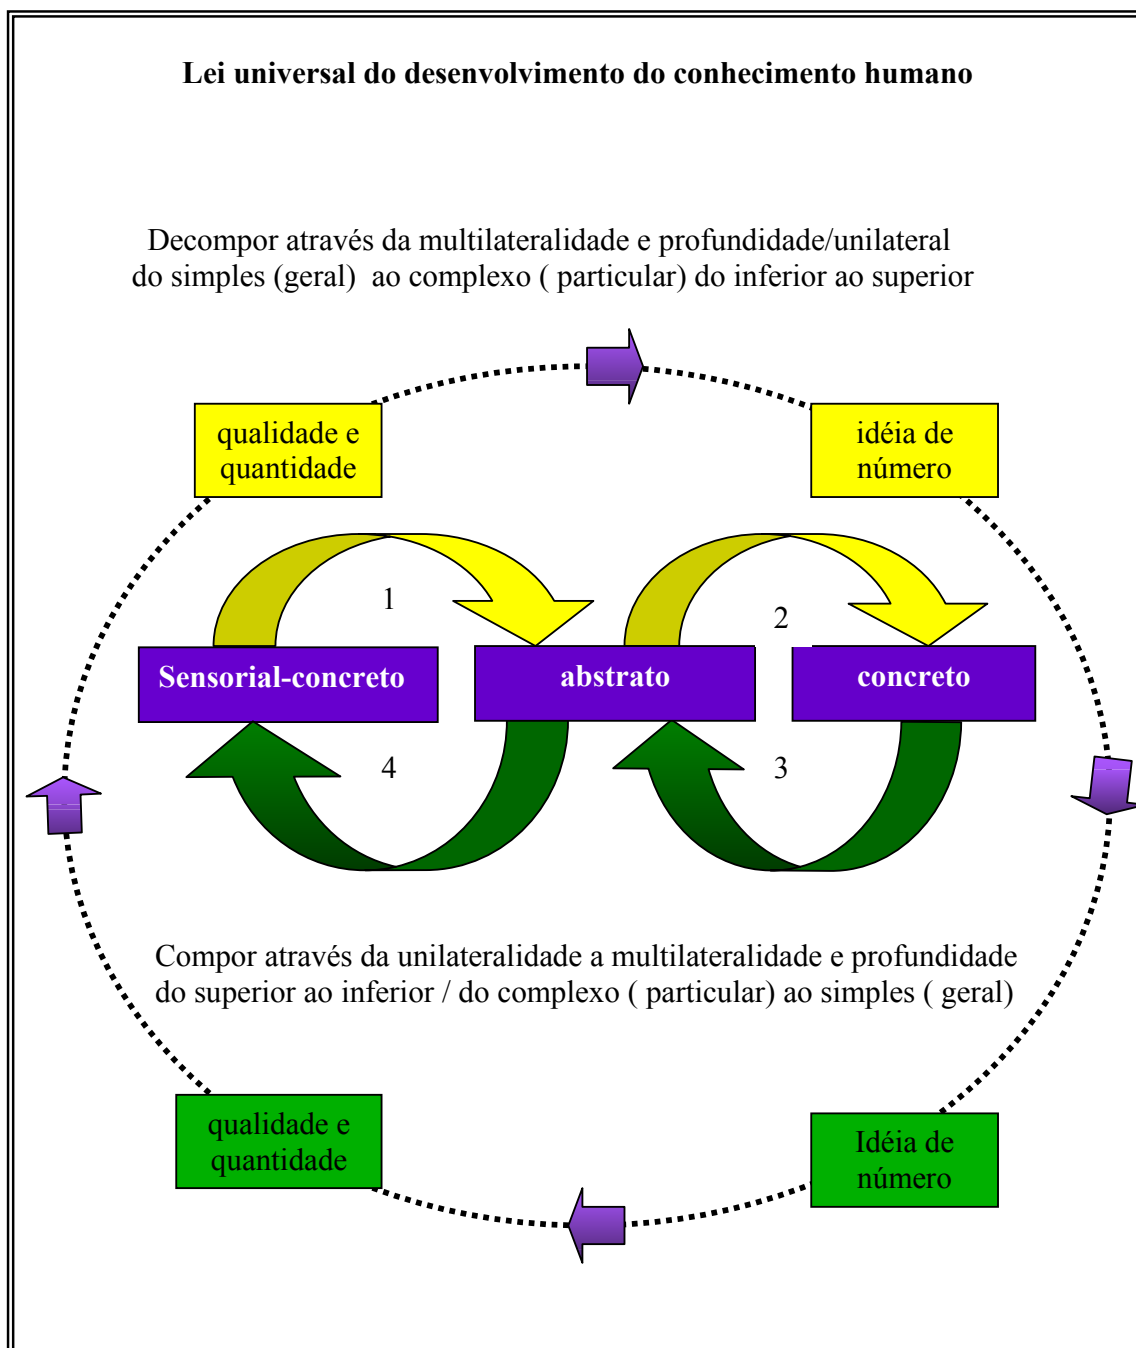 Lei universal do desenvolvimento do conhecimento humano
Decompor através da multilateralidade e profundidade/unilateral
do simples (geral) ao complexo ( particular) do inferior ao superior
qualidade e
quantidade
idéia de
número
1
2
Sensorial-concreto
abstrato
concreto
4
3
Compor através da unilateralidade a multilateralidade e profundidade
do superior ao inferior / do complexo ( particular) ao simples ( geral)
qualidade e
quantidade
Idéia de
número